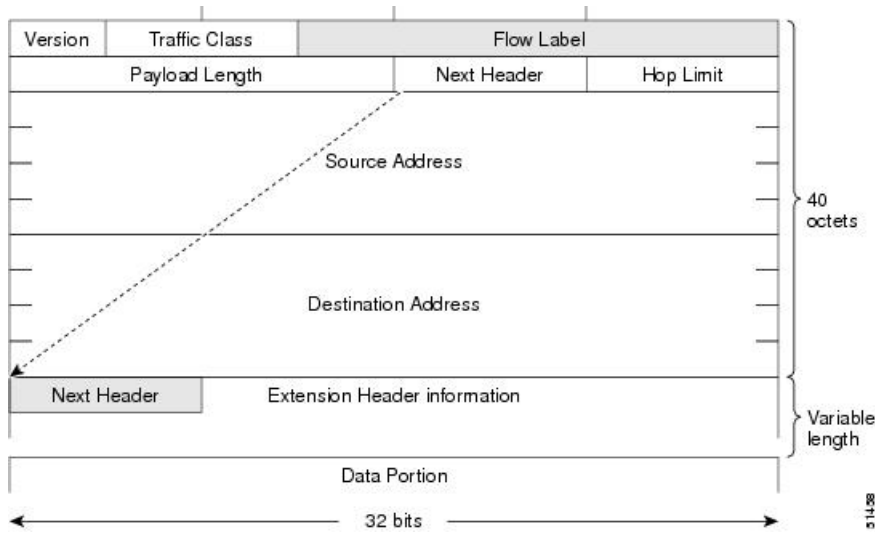 Version Traffic Class Flow Label
Payload Length Next Header Hop Limit
Source Address
40
octets
Destination Address
Next Header Extension Header information
Variable
length
Data Portion
32 bits
51458